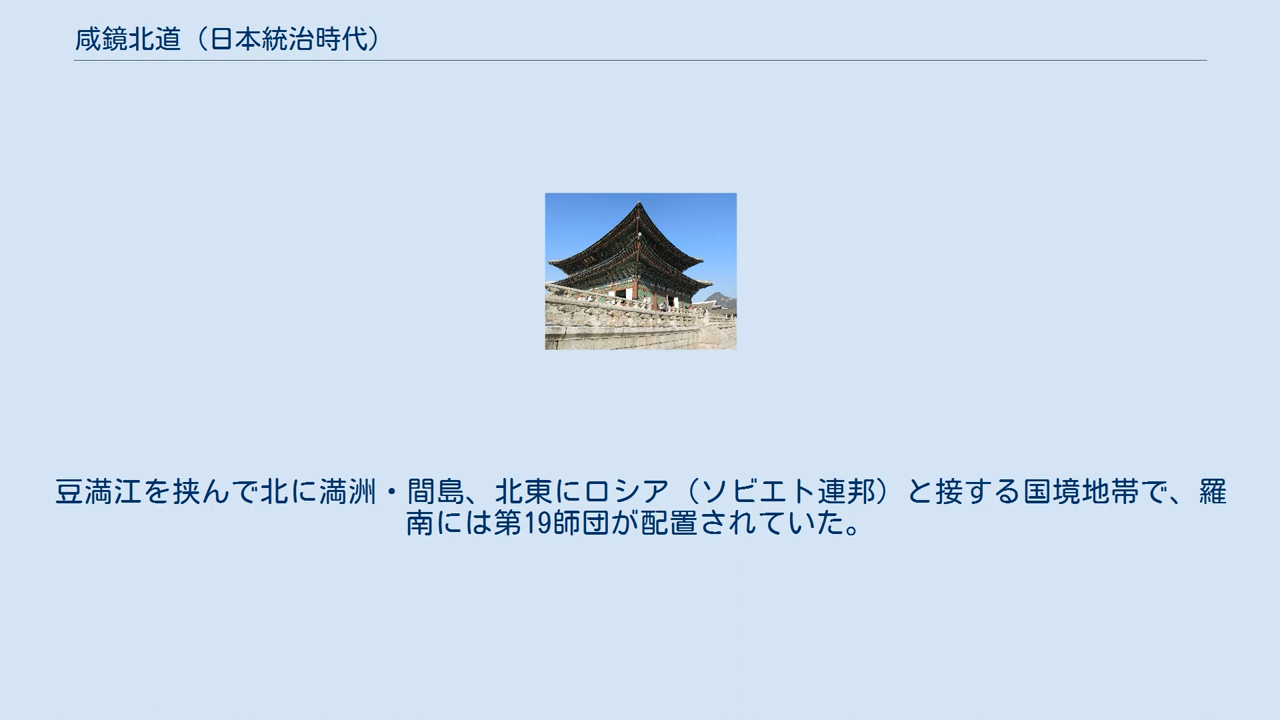 咸鏡北道（日本統治時代）
豆満江を挟んで北に満洲・間島、北東にロシア（ソビエト連邦）と接する国境地帯で、羅
南には第19師団が配置されていた。